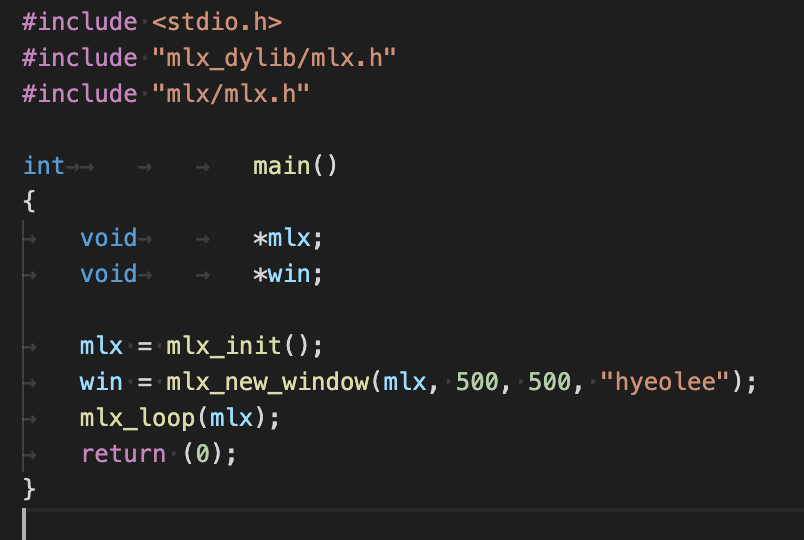 #include <stdio.h>
#include "mlx_dylib/mlx.h"
#include "mlx/mlx.h"
int main()
{
void *mlx;
void *win;
mlx = mlx_init();
win = mlx_new_window(mlx, 500, 500, "hyeolee");
mlx_loop(mlx);
return (0);
}